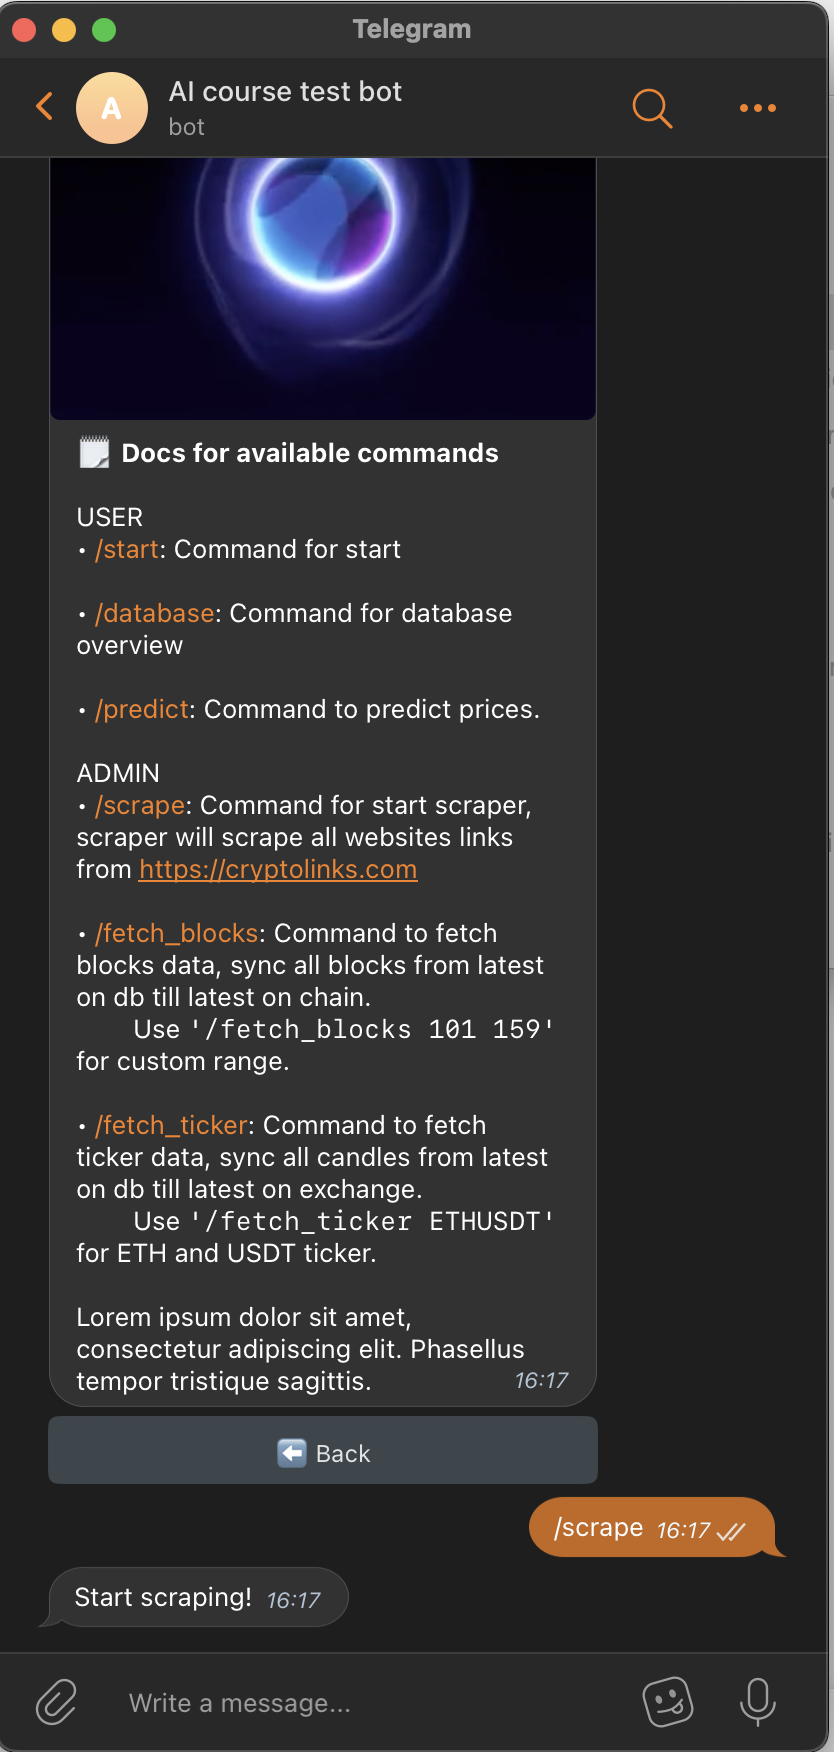 Telegram
A
AI course test bot
bot
🗒️ Docs for available commands
USER
• /start: Command for start
• /database: Command for database
overview
• /predict: Command to predict prices.
ADMIN
• /scrape: Command for start scraper,
scraper will scrape all websites links
from https://cryptolinks.com
• /fetch_blocks: Command to fetch
blocks data, sync all blocks from latest
on db till latest on chain.
Use '/fetch_blocks 101 159'
for custom range.
• /fetch_ticker: Command to fetch
ticker data, sync all candles from latest
on db till latest on exchange.
Use '/fetch_ticker ETHUSDT'
for ETH and USDT ticker.
Lorem ipsum dolor sit amet,
consectetur adipiscing elit. Phasellus
tempor tristique sagittis. 16:17
⬅️ Back
/scrape 16:17
Start scraping! 16:17
Write a message...